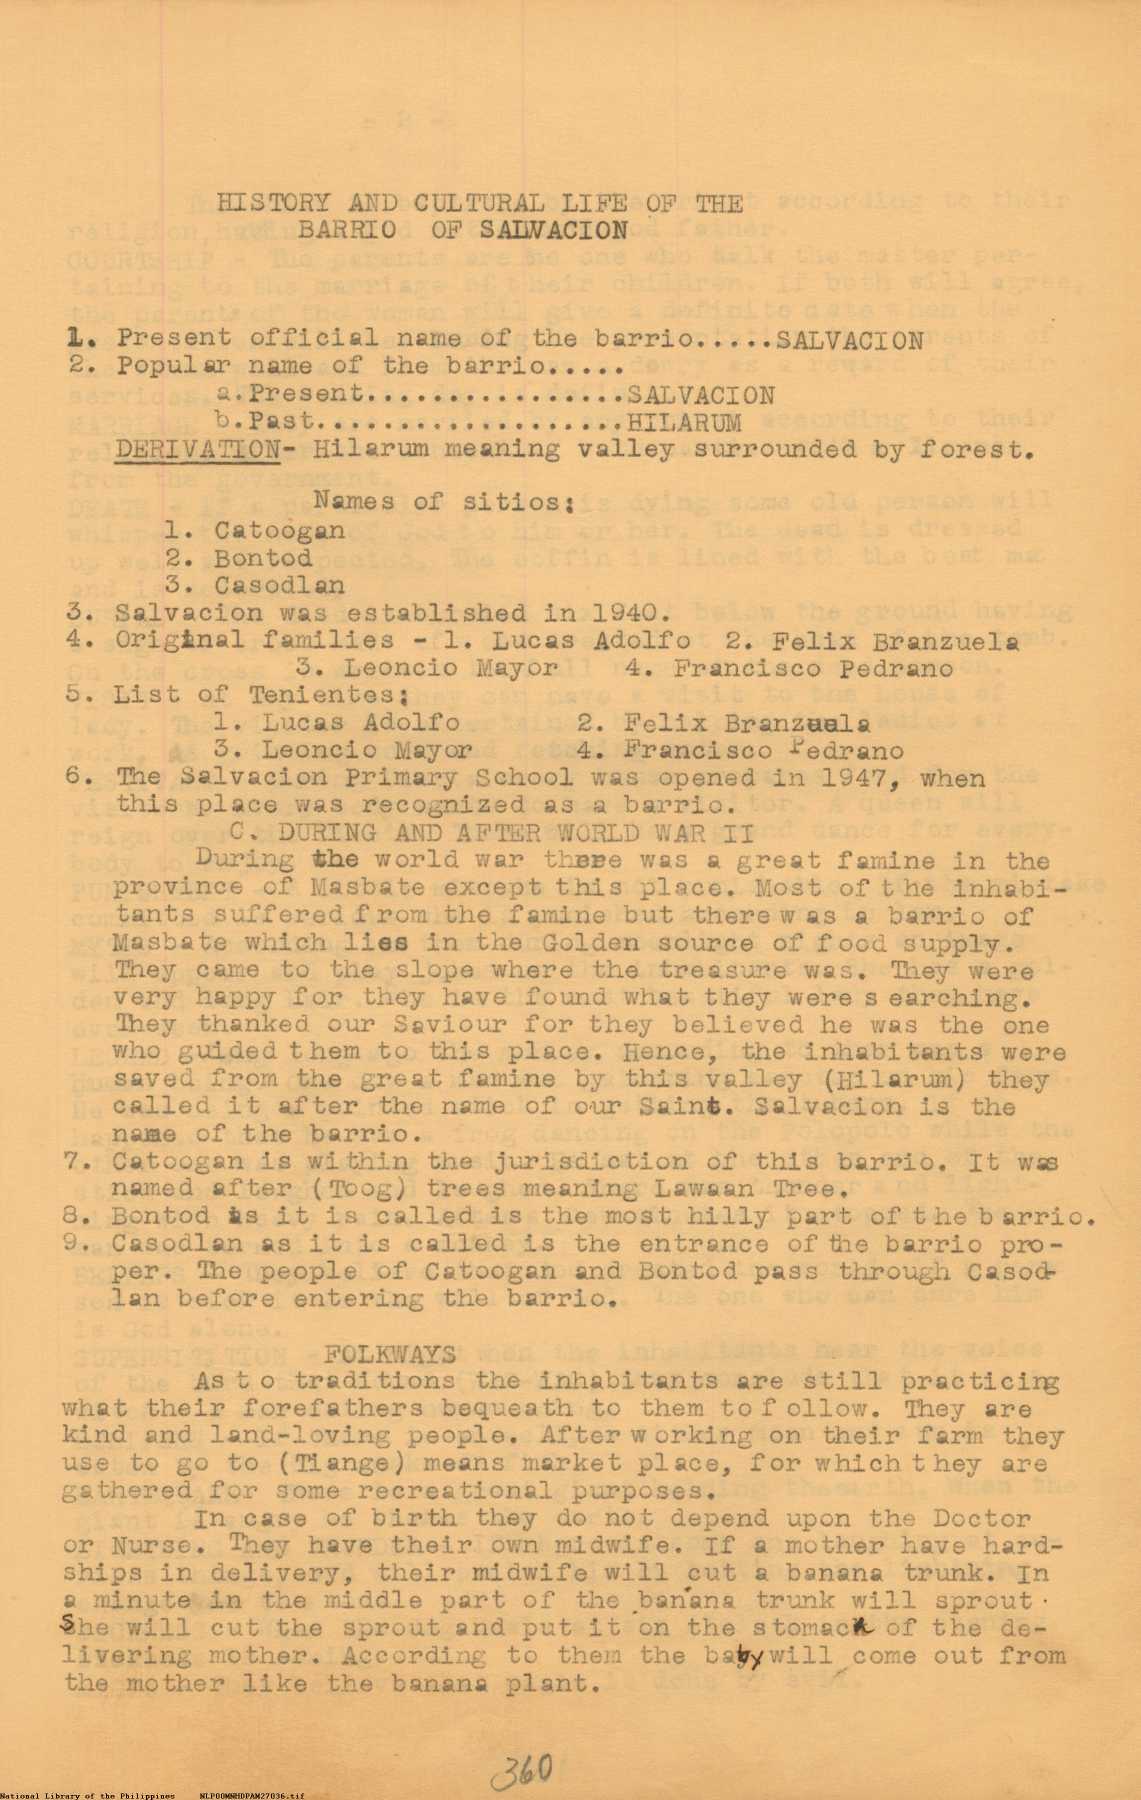 HISTORY AND CULTURAL LIFE OF THE
BARRIO OF SALVACION
1. Present official name of the barrio.....SALVACION
2. Popular name of the barrio.....
a.Present................SALVACION
b.Past...................HILARUM
DERIVATION- Hilarum meaning valley surrounded by forest.
Names of sitios;
1. Catoogan
2. Bontod
3. Casodlan
3. Salvacion was established in 1940.
4. Original families - 1. Lucas Adolfo 2. Felix Branzuela
3. Leoncio Mayor 4. Francisco Pedrano
5. List of Tenientes;
1. Lucas Adolfo 2. Felix Branzuela
3. Leoncio Mayor 4. Francisco Pedrano
6. The Salvacion Primary School was opened in 1947, when
this place was recognized as a barrio.
C. DURING AND AFTER WORLD WAR II
During the world war there was a great famine in the
province of Masbate except this place. Most of the inhabi-
tants suffered from the famine but there was a barrio of
Masbate which lies in the Golden source of food supply.
They came to the slope where the treasure was. They were
very happy for they have found what they were searching.
They thanked our Saviour for they believed he was the one
who guided them to this place. Hence, the inhabitants were
saved from the great famine by this valley (Hilarum) they
called it after the name of our Saint. Salvacion is the
name of the barrio.
7. Catoogan is within the jurisdiction of this barrio. It was
named after (Toog) trees meaning Lawaan Tree.
8. Bontod as it is called is the most hilly part of the barrio.
9. Casodlan as it is called is the entrance of the barrio pro-
per. The people of Catoogan and Bontod pass through Casod-
lan before entering the barrio.
FOLKWAYS
As to traditions the inhabitants are still practicing
what their forefathers bequeath to them to follow. They are
kind and land-loving people. After working on their farm they
use to go to (Tiange) means market place, for which they are
gathered for some recreational purposes.
In case of birth they do not depend upon the Doctor
or Nurse. They have their own midwife. If a mother have hard-
ships in delivery, their midwife will cut a banana trunk. In
a minute in the middle part of the banana trunk will sprout.
She will cut the sprout and put it on the stomach of the de-
livering mother. According to them the baby will come out from
the mother like the banana plant.
360
National Library of the Philippines NLP00MNHDPAM27036.tif